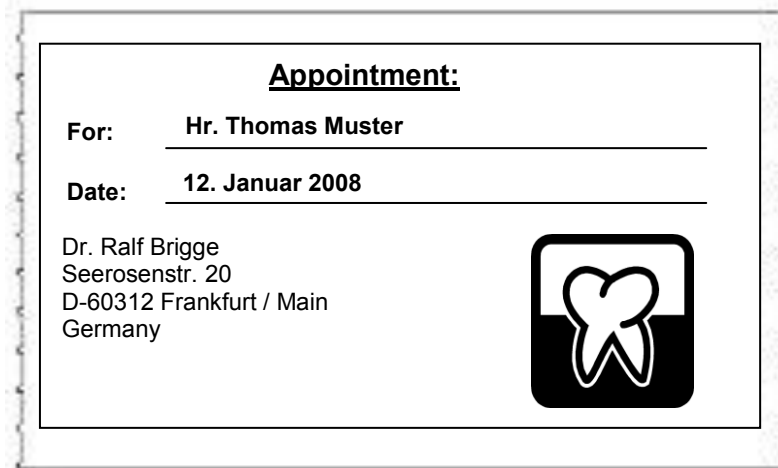 Appointment:
For: Hr. Thomas Muster
Date: 12. Januar 2008
Dr. Ralf Brigge
Seerosenstr. 20
D-60312 Frankfurt / Main
Germany